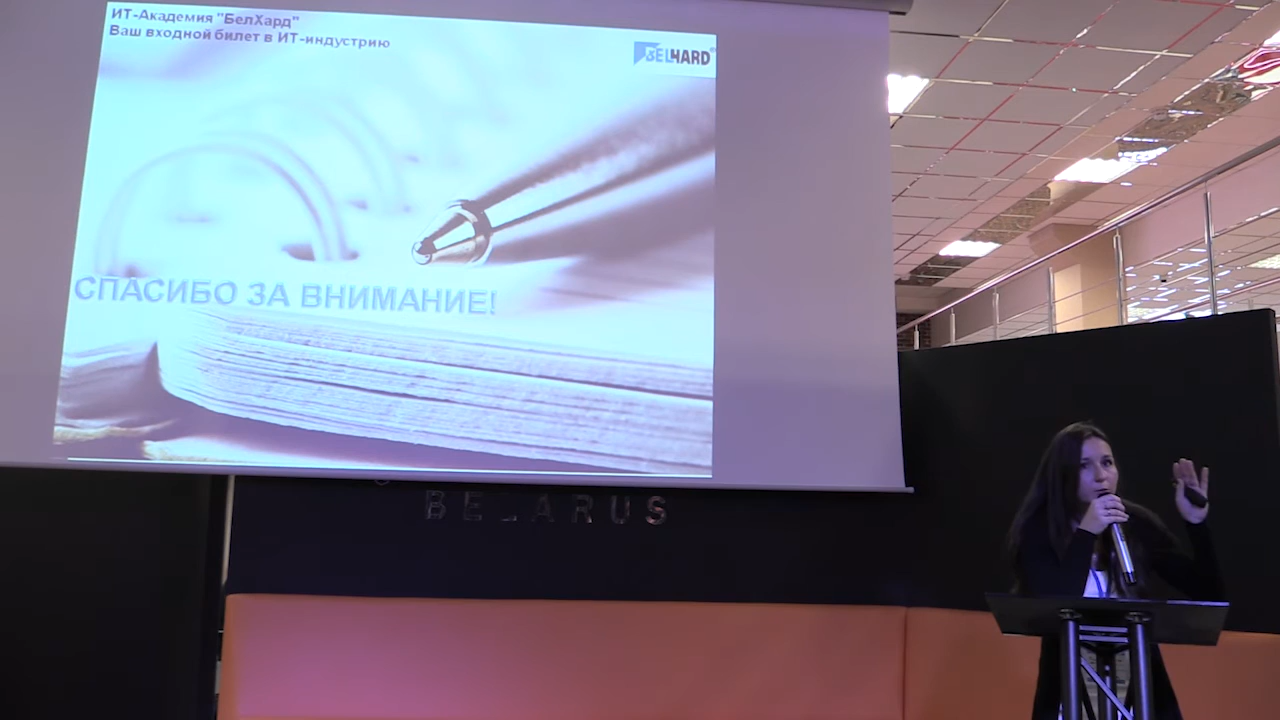 ИТ-Академия "БелХард"
Ваш входной билет в ИТ-индустрию
BELHARD
СПАСИБО ЗА ВНИМАНИЕ!
BELARUS